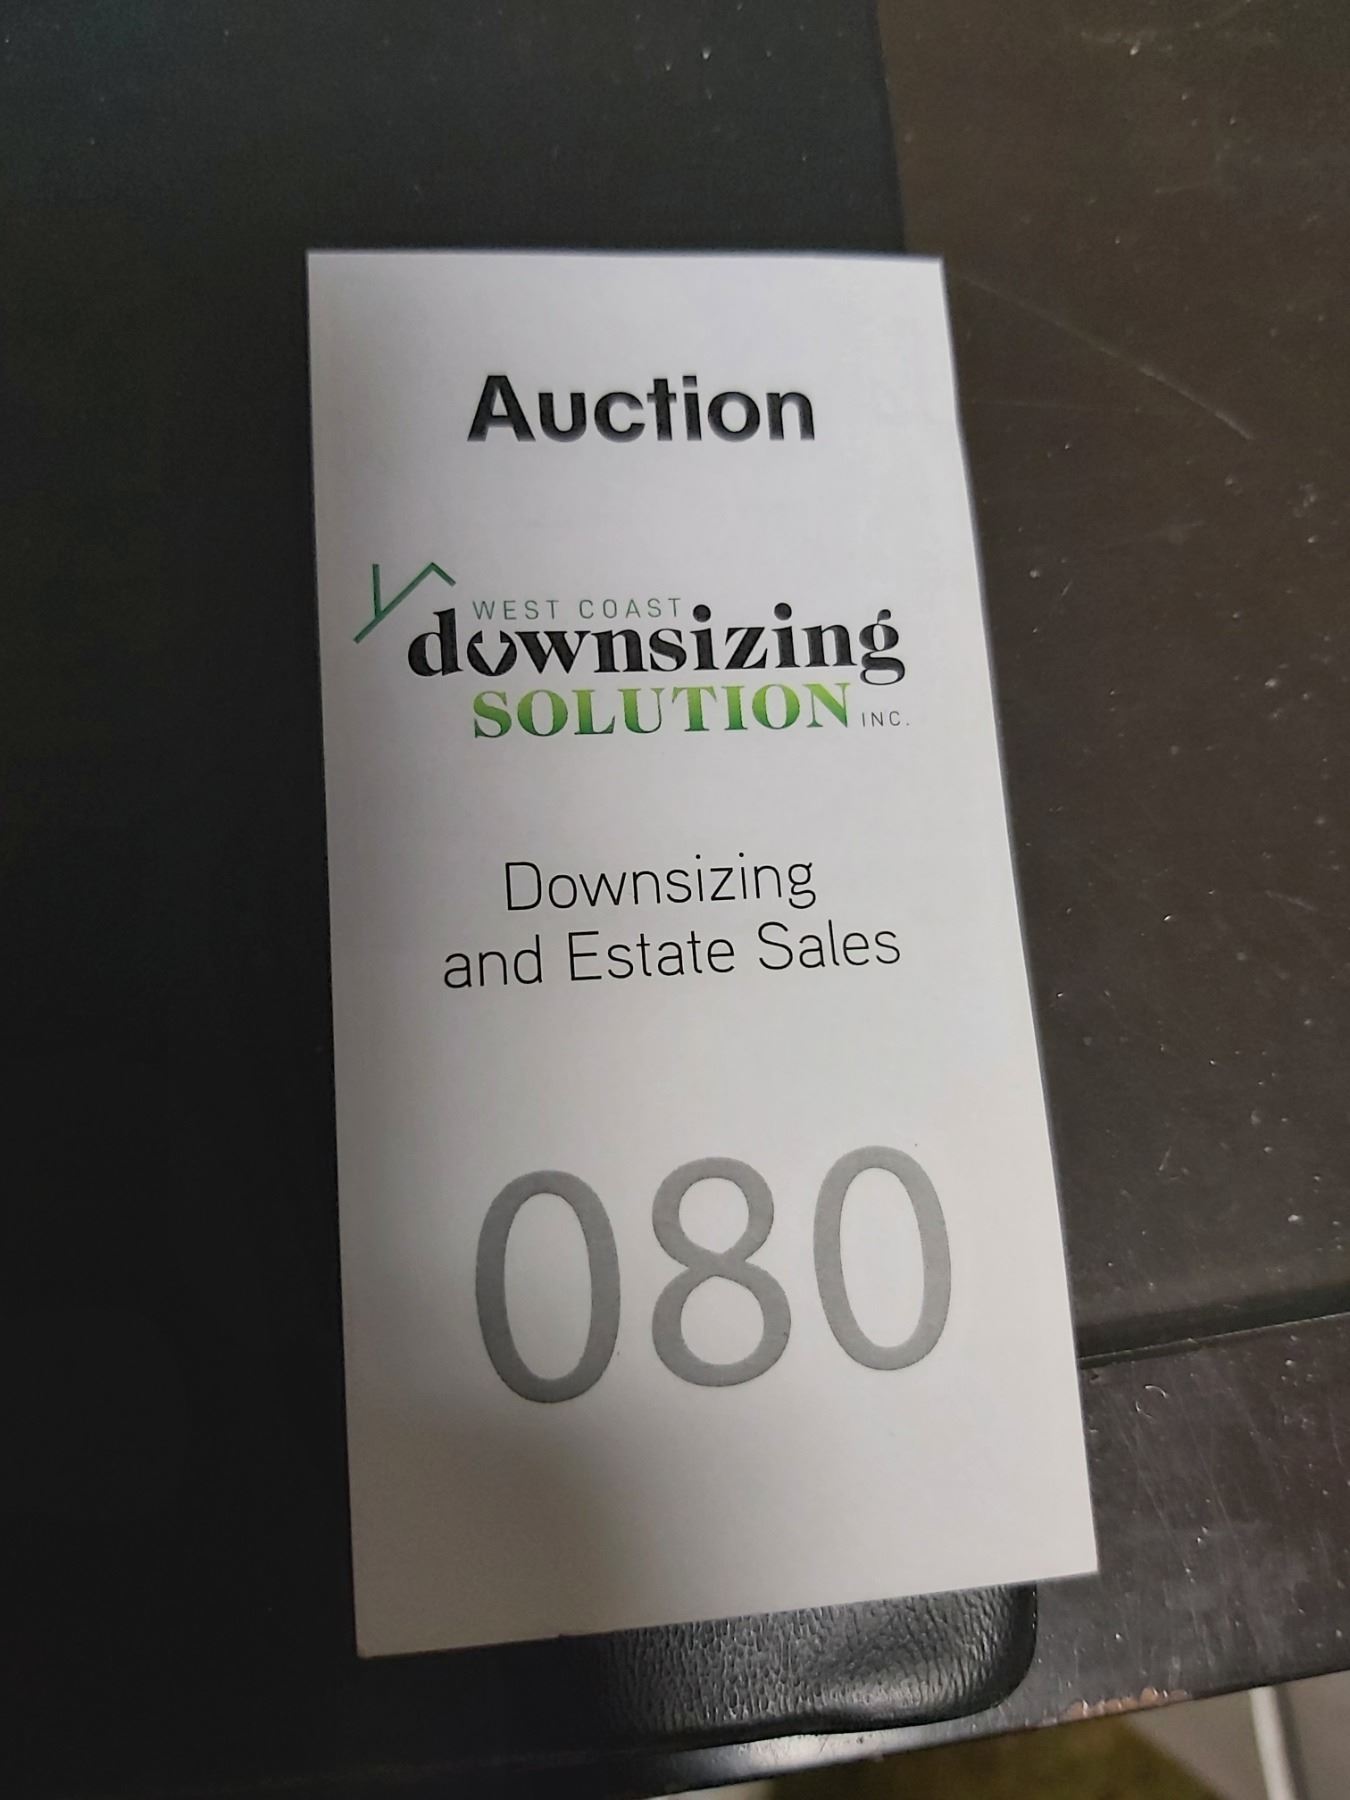 Auction
WEST COAST
downsizing
SOLUTION INC.
Downsizing
and Estate Sales
080